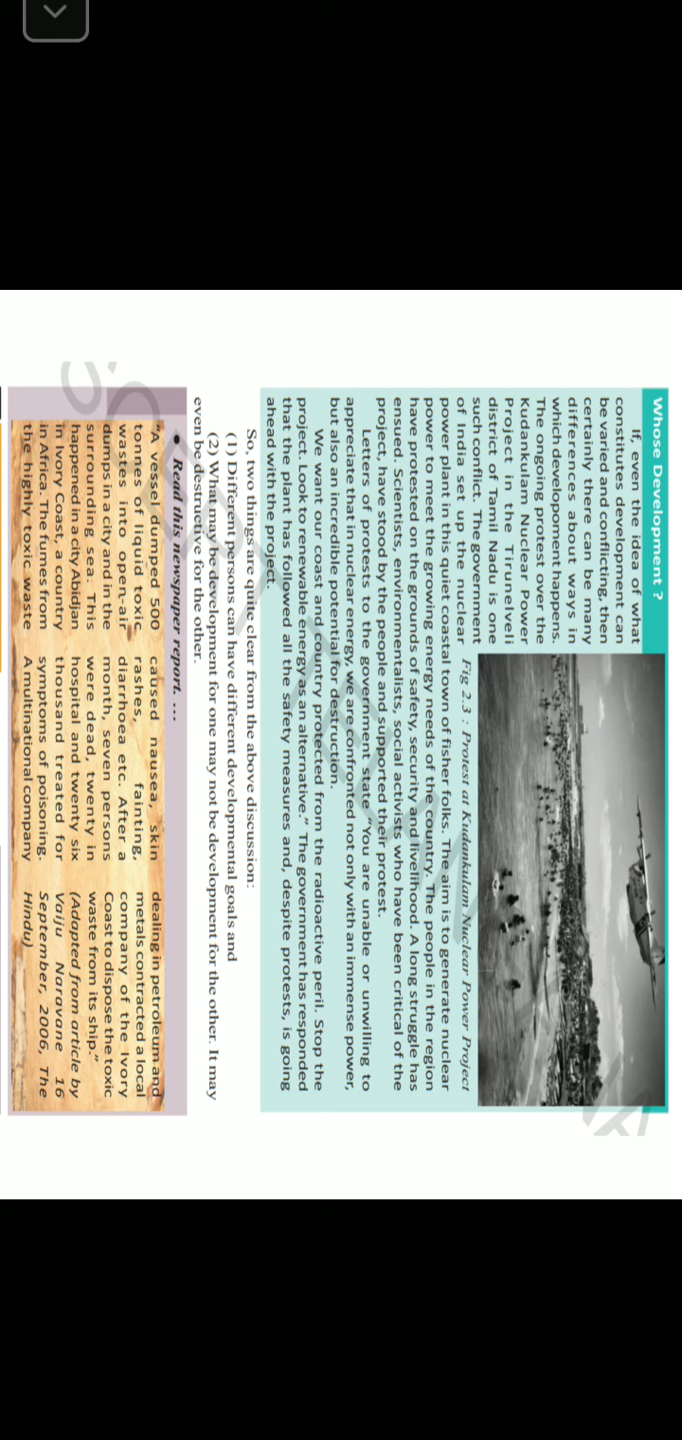 Whose Development ?
If, even the idea of what
constitutes development can
be varied and conflicting, then
certainly there can be many
differences about ways in
which developoment happens.
The ongoing protest over the
Kudankulam Nuclear Power
Project in the Tirunelveli
district of Tamil Nadu is one
such conflict. The government
of India set up the nuclear
Fig 2.3 : Protest at Kudankulam Nuclear Power Project
power plant in this quiet coastal town of fisher folks. The aim is to generate nuclear
power to meet the growing energy needs of the country. The people in the region
have protested on the grounds of safety, security and livelihood. A long struggle has
ensued. Scientists, environmentalists, social activists who have been critical of the
project, have stood by the people and supported their protest.
Letters of protests to the government state "You are unable or unwilling to
appreciate that in nuclear energy, we are confronted not only with an immense power,
but also an incredible potential for destruction.
We want our coast and country protected from the radioactive peril. Stop the
project. Look to renewable energy as an alternative." The government has responded
that the plant has followed all the safety measures and, despite protests, is going
ahead with the project.
So, two things are quite clear from the above discussion:
(1) Different persons can have different developmental goals and
(2) What may be development for one may not be development for the other. It may
even be destructive for the other.
• Read this newspaper report. ...
"A vessel dumped 500
tonnes of liquid toxic
wastes into open-air
dumps in a city and in the
surrounding sea. This
happened in a city Abidjan
in Ivory Coast, a country
in Africa. The fumes from
the highly toxic waste
caused nausea, skin
rashes, fainting,
diarrhoea etc. After a
month, seven persons
were dead, twenty in
hospital and twenty six
thousand treated for
symptoms of poisoning.
A multinational company
dealing in petroleum and
metals contracted a local
company of the Ivory
Coast to dispose the toxic
waste from its ship."
(Adapted from article by
Vaiju Naravane 16
September, 2006, The
Hindu)